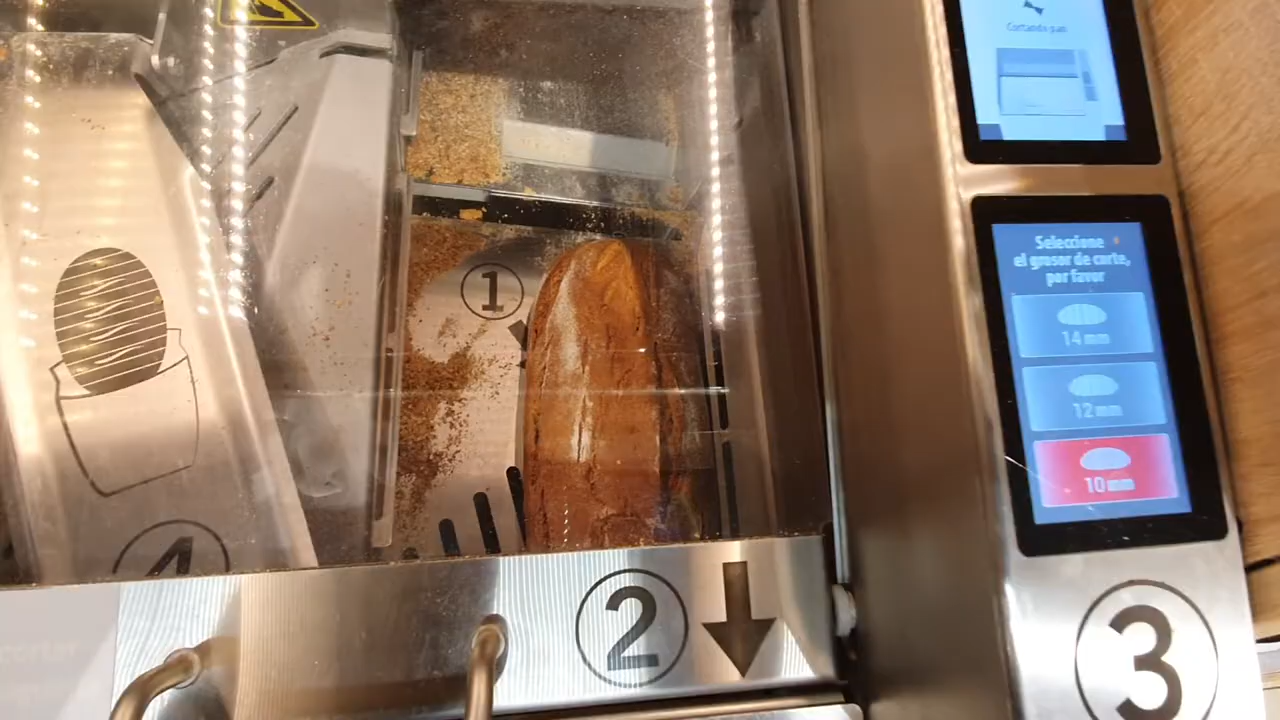 Cortando pan
Seleccione
el grosor de corte,
por favor
14 mm
12 mm
10 mm
1
2
3
4